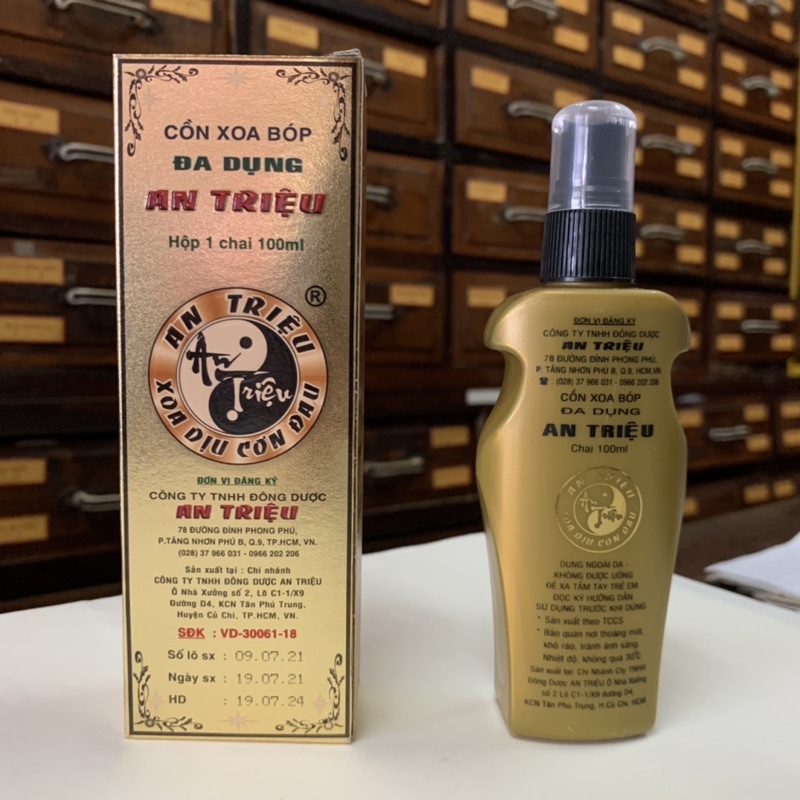 CỒN XOA BÓP
ĐA DỤNG
AN TRIỆU
Hộp 1 chai 100ml
®
AN TRIỆU
An
Triệu
XOA DỊU CƠN ĐAU
ĐƠN VỊ ĐĂNG KÝ
CÔNG TY TNHH ĐÔNG DƯỢC
AN TRIỆU
78 ĐƯỜNG ĐÌNH PHONG PHÚ,
P.TĂNG NHƠN PHÚ B, Q.9, TP.HCM, VN.
(028) 37 966 031 - 0966 202 206
Sản xuất tại : Chi nhánh
CÔNG TY TNHH ĐÔNG DƯỢC AN TRIỆU
Ô Nhà Xưởng số 2, Lô C1-1/X9
Đường D4, KCN Tân Phú Trung,
Huyện Củ Chi, TP.HCM, VN.
SĐK : VD-30061-18
Số lô sx : 09.07.21
Ngày sx : 19.07.21
HD : 19.07.24
ĐƠN VỊ ĐĂNG KÝ
CÔNG TY TNHH ĐÔNG DƯỢC
AN TRIỆU
78 ĐƯỜNG ĐÌNH PHONG PHÚ,
P. TĂNG NHƠN PHÚ B, Q.9, HCM,VN.
☎ : (028) 37 966 031 - 0966 202 206
CỒN XOA BÓP
ĐA DỤNG
AN TRIỆU
Chai 100ml
AN TRIỆU
An
Triệu
XOA DỊU CƠN ĐAU
DÙNG NGOÀI DA -
KHÔNG ĐƯỢC UỐNG
ĐỂ XA TẦM TAY TRẺ EM
ĐỌC KỸ HƯỚNG DẪN
SỬ DỤNG TRƯỚC KHI DÙNG
* Sản xuất theo TCCS
* Bảo quản nơi thoáng mát,
khô ráo, tránh ánh sáng.
Nhiệt độ: không quá 30°C
Sản xuất tại: Chi Nhánh Cty TNHH
Đông Dược AN TRIỆU Ô Nhà Xưởng
số 2 Lô C1-1/X9 đường D4,
KCN Tân Phú Trung, H.Củ Chi, HCM